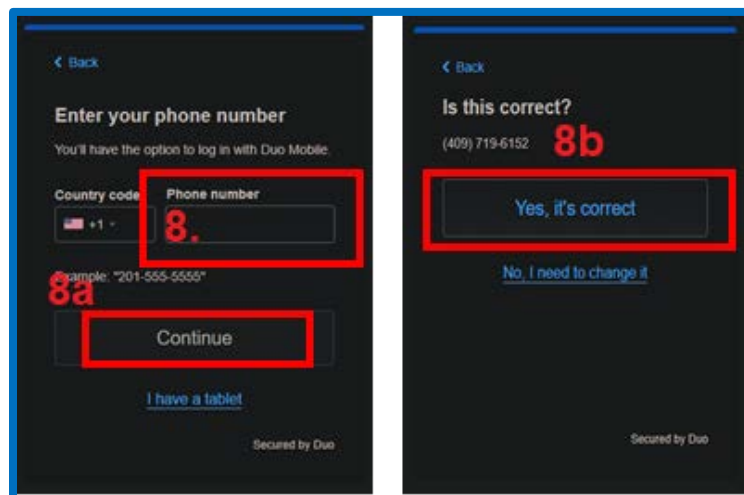 < Back
Enter your phone number
You'll have the option to log in with Duo Mobile.
Country code Phone number
+1
8.
Example: "201-555-5555"
8a
Continue
I have a tablet
Secured by Duo
< Back
Is this correct?
(409) 719-6152
8b
Yes, it's correct
No, I need to change it
Secured by Duo